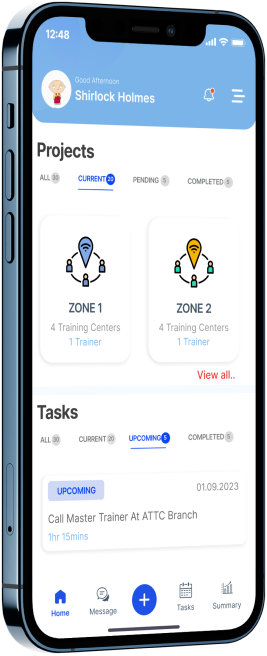 12:48
Good Afternoon
Shirlock Holmes
Projects
ALL 30 CURRENT 20 PENDING 5 COMPLETED 5
ZONE 1 ZONE 2
4 Training Centers 4 Training Centers
1 Trainer 1 Trainer
View all..
Tasks
ALL 30 CURRENT 20 UPCOMING 5 COMPLETED 5
UPCOMING 01.09.2023
Call Master Trainer At ATTC Branch
1hr 15mins
Home Message Tasks Summary